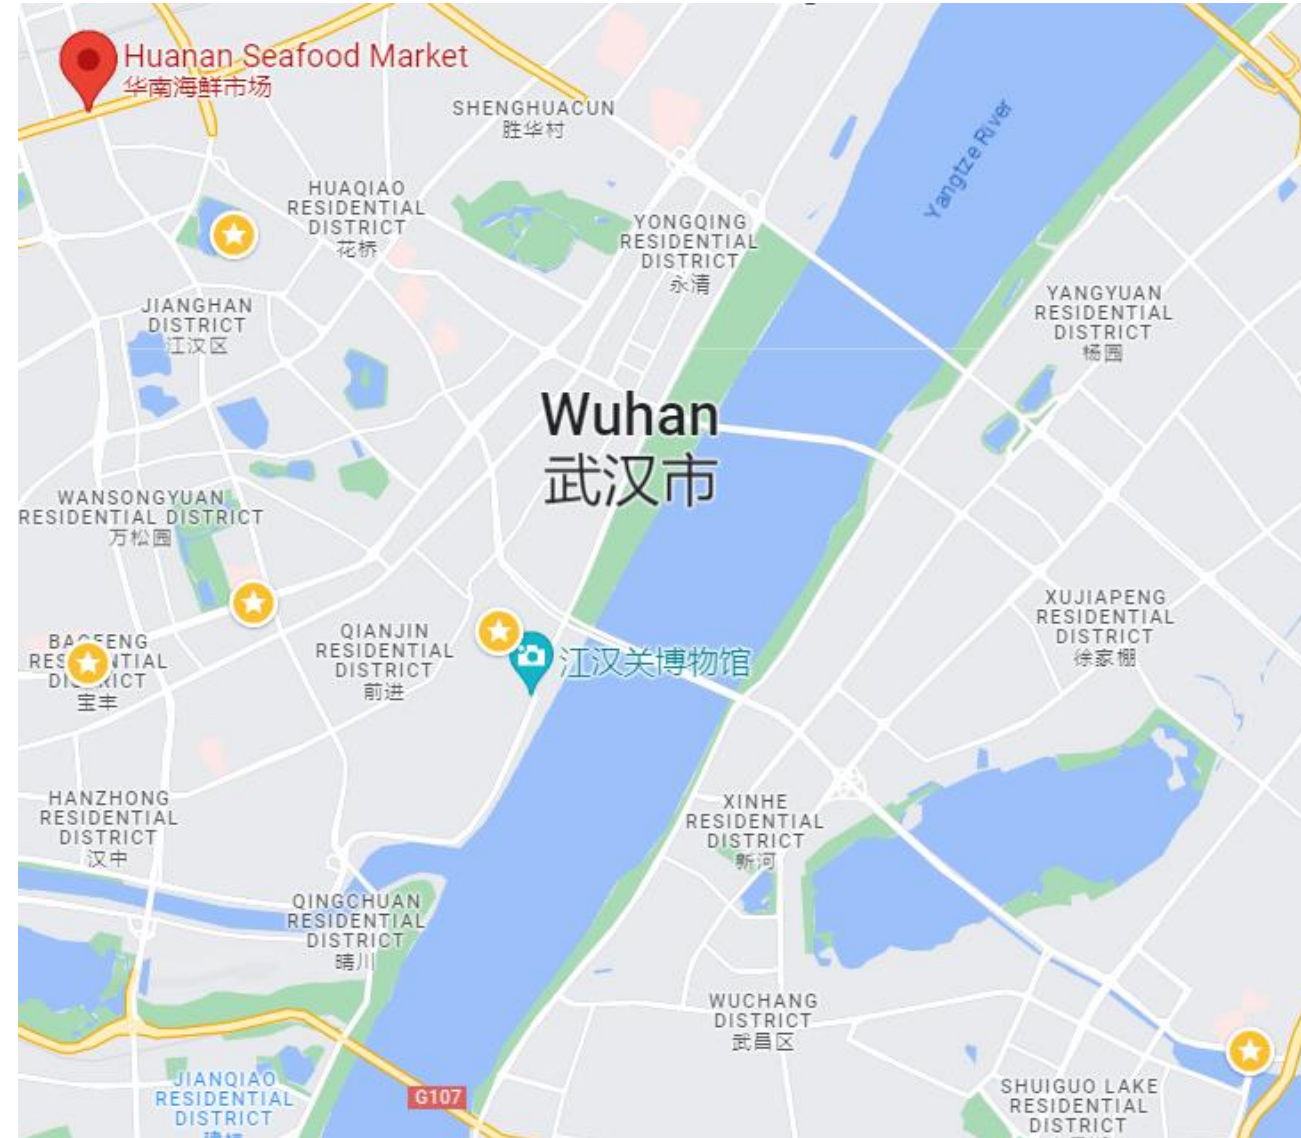 Huanan Seafood Market
华南海鲜市场
SHENGHUACUN
胜华村
Yangtze River
HUAQIAO
RESIDENTIAL
DISTRICT
花桥
YONGQING
RESIDENTIAL
DISTRICT
永清
YANGYUAN
RESIDENTIAL
DISTRICT
杨园
JIANGHAN
DISTRICT
江汉区
Wuhan
武汉市
WANSONGYUAN
RESIDENTIAL DISTRICT
万松园
XUJIAPENG
RESIDENTIAL
DISTRICT
徐家棚
QIANJIN
RESIDENTIAL
DISTRICT
前进
江汉关博物馆
宝丰
HANZHONG
RESIDENTIAL
DISTRICT
汉中
XINHE
RESIDENTIAL
DISTRICT
新河
QINGCHUAN
RESIDENTIAL
DISTRICT
晴川
WUCHANG
DISTRICT
武昌区
JIANQIAO
RESIDENTIAL
DISTRICT
G107
SHUIGUO LAKE
RESIDENTIAL
DISTRICT